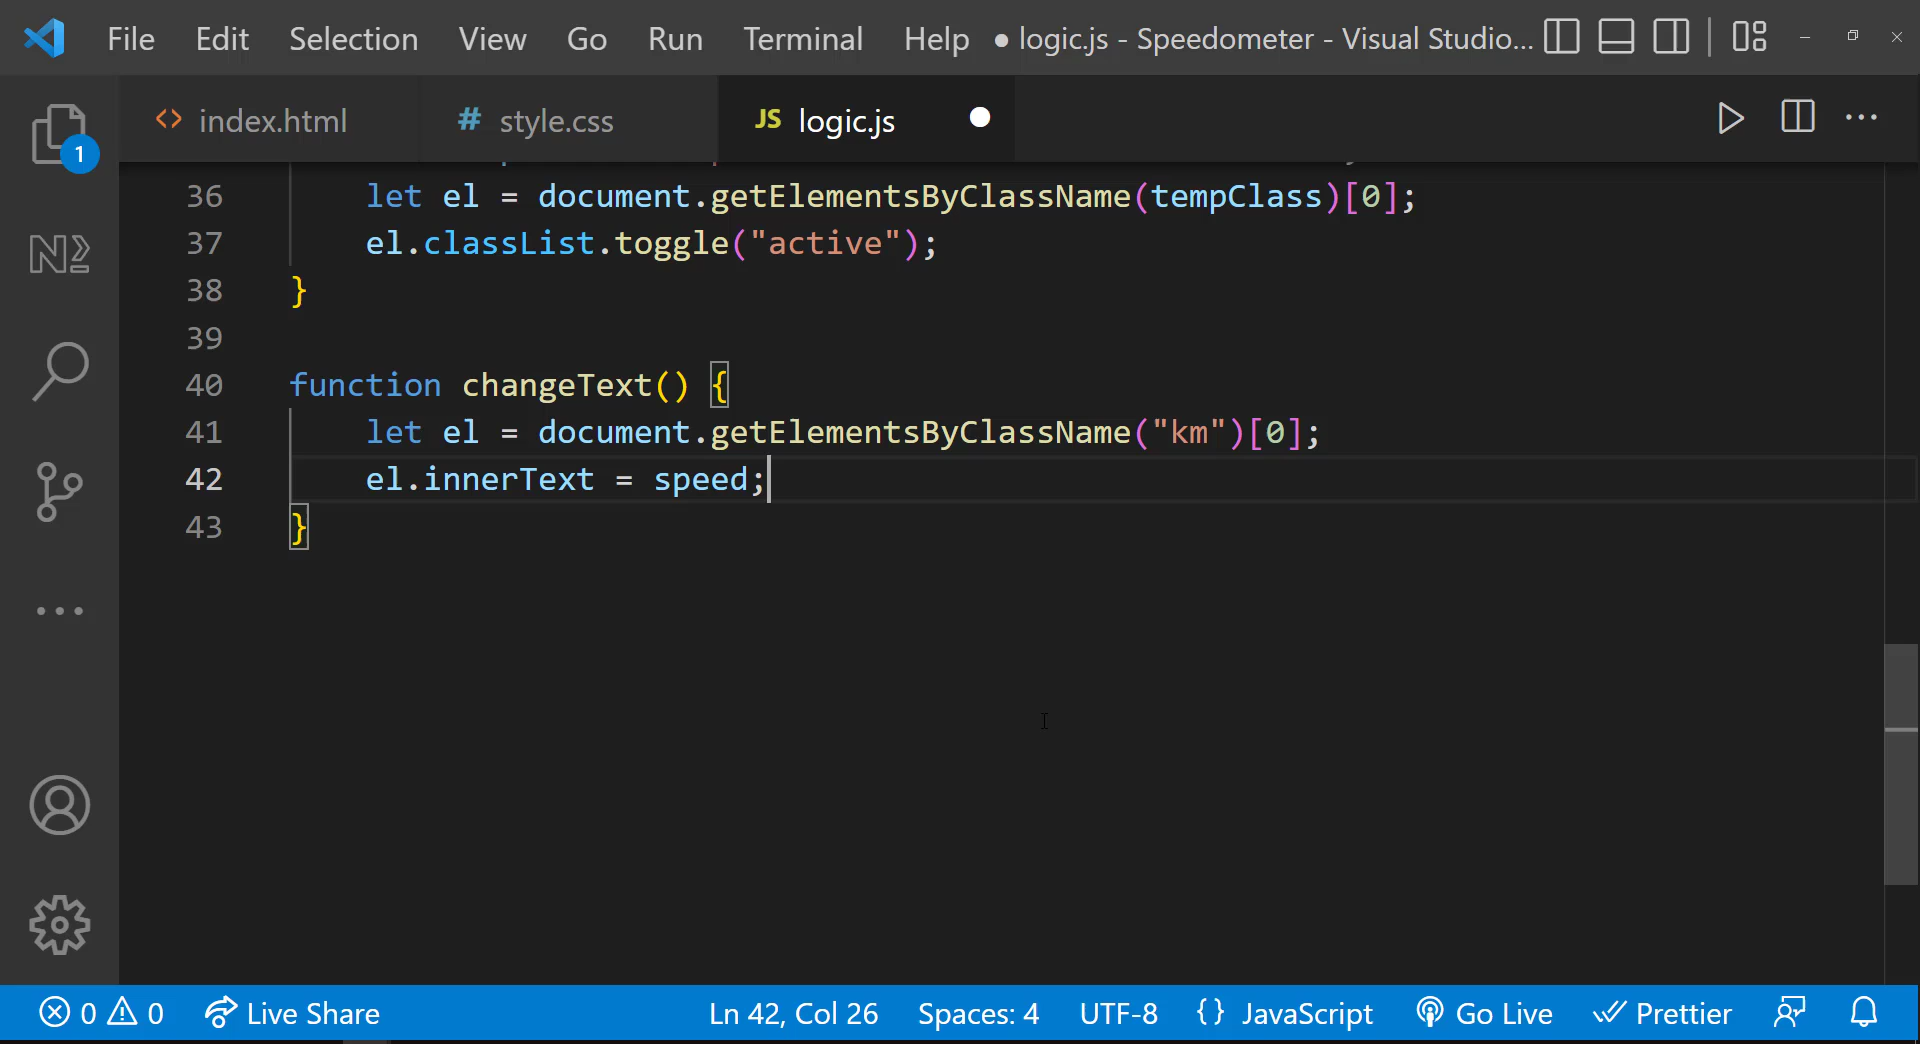 File Edit Selection View Go Run Terminal Help ● logic.js - Speedometer - Visual Studio...
1
<> index.html # style.css JS logic.js
36 let el = document.getElementsByClassName(tempClass)[0];
37 el.classList.toggle("active");
38 }
39
40 function changeText() {
41 let el = document.getElementsByClassName("km")[0];
42 el.innerText = speed;
43 }
0 0 Live Share Ln 42, Col 26 Spaces: 4 UTF-8 {} JavaScript Go Live Prettier